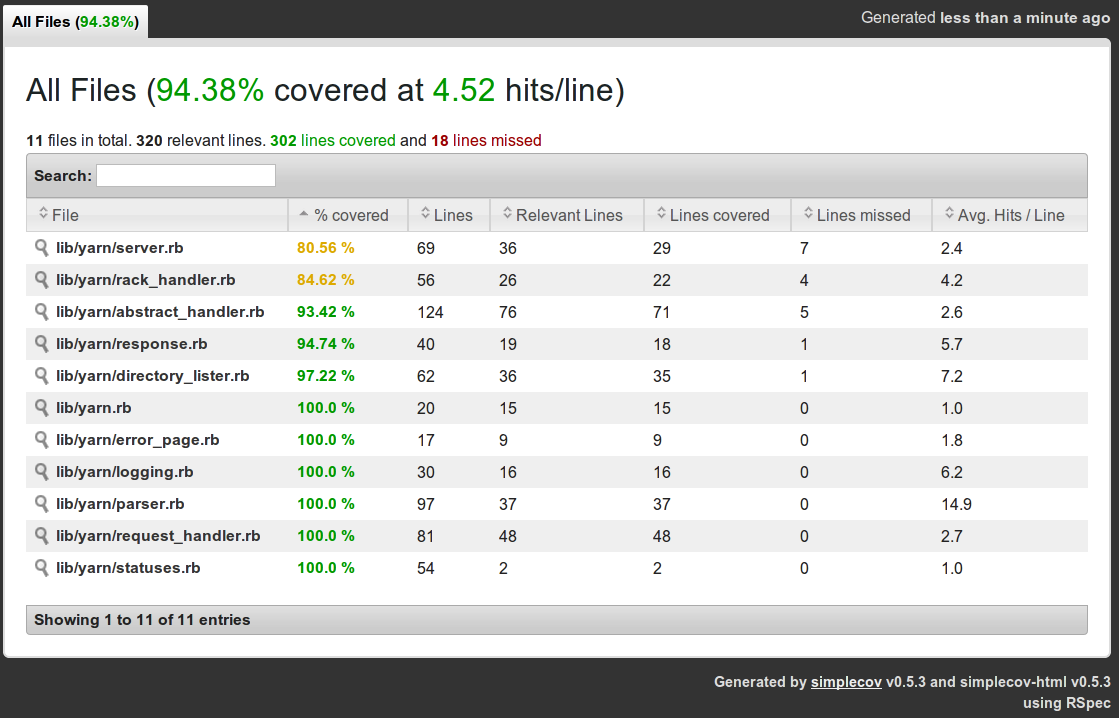 All Files (94.38%)
Generated less than a minute ago
All Files (94.38% covered at 4.52 hits/line)
11 files in total. 320 relevant lines. 302 lines covered and 18 lines missed
Search:
File % covered Lines Relevant Lines Lines covered Lines missed Avg. Hits / Line
lib/yarn/server.rb 80.56 % 69 36 29 7 2.4
lib/yarn/rack_handler.rb 84.62 % 56 26 22 4 4.2
lib/yarn/abstract_handler.rb 93.42 % 124 76 71 5 2.6
lib/yarn/response.rb 94.74 % 40 19 18 1 5.7
lib/yarn/directory_lister.rb 97.22 % 62 36 35 1 7.2
lib/yarn.rb 100.0 % 20 15 15 0 1.0
lib/yarn/error_page.rb 100.0 % 17 9 9 0 1.8
lib/yarn/logging.rb 100.0 % 30 16 16 0 6.2
lib/yarn/parser.rb 100.0 % 97 37 37 0 14.9
lib/yarn/request_handler.rb 100.0 % 81 48 48 0 2.7
lib/yarn/statuses.rb 100.0 % 54 2 2 0 1.0
Showing 1 to 11 of 11 entries
Generated by simplecov v0.5.3 and simplecov-html v0.5.3
using RSpec